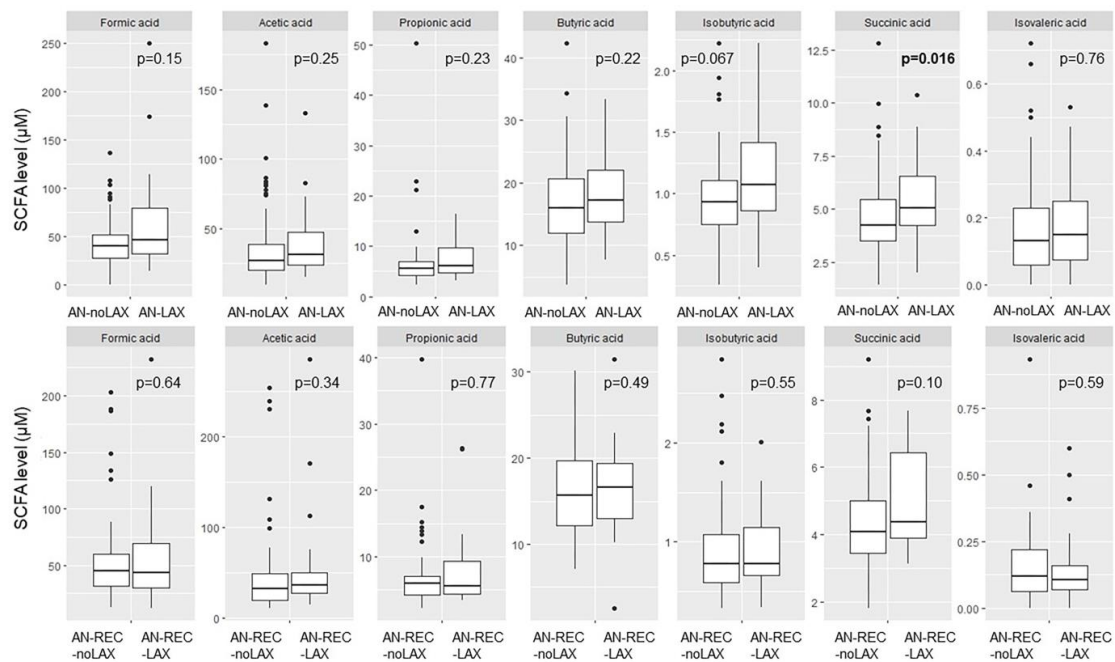 Formic acid
Acetic acid
Propionic acid
Butyric acid
Isobutyric acid
Succinic acid
Isovaleric acid
SCFA level (µM)
250
200
150
100
50
0
p=0.15
150
100
50
p=0.25
50
40
30
20
10
0
p=0.23
40
30
20
10
p=0.22
2.0
1.5
1.0
0.5
p=0.067
12.5
10.0
7.5
5.0
2.5
p=0.016
0.6
0.4
0.2
0.0
p=0.76
AN-noLAX AN-LAX
AN-noLAX AN-LAX
AN-noLAX AN-LAX
AN-noLAX AN-LAX
AN-noLAX AN-LAX
AN-noLAX AN-LAX
AN-noLAX AN-LAX
Formic acid
Acetic acid
Propionic acid
Butyric acid
Isobutyric acid
Succinic acid
Isovaleric acid
SCFA level (µM)
200
150
100
50
p=0.64
200
100
0
p=0.34
40
30
20
10
0
p=0.77
30
20
10
p=0.49
2
1
p=0.55
8
6
4
2
p=0.10
0.75
0.50
0.25
0.00
p=0.59
AN-REC AN-REC
-noLAX -LAX
AN-REC AN-REC
-noLAX -LAX
AN-REC AN-REC
-noLAX -LAX
AN-REC AN-REC
-noLAX -LAX
AN-REC AN-REC
-noLAX -LAX
AN-REC AN-REC
-noLAX -LAX
AN-REC AN-REC
-noLAX -LAX